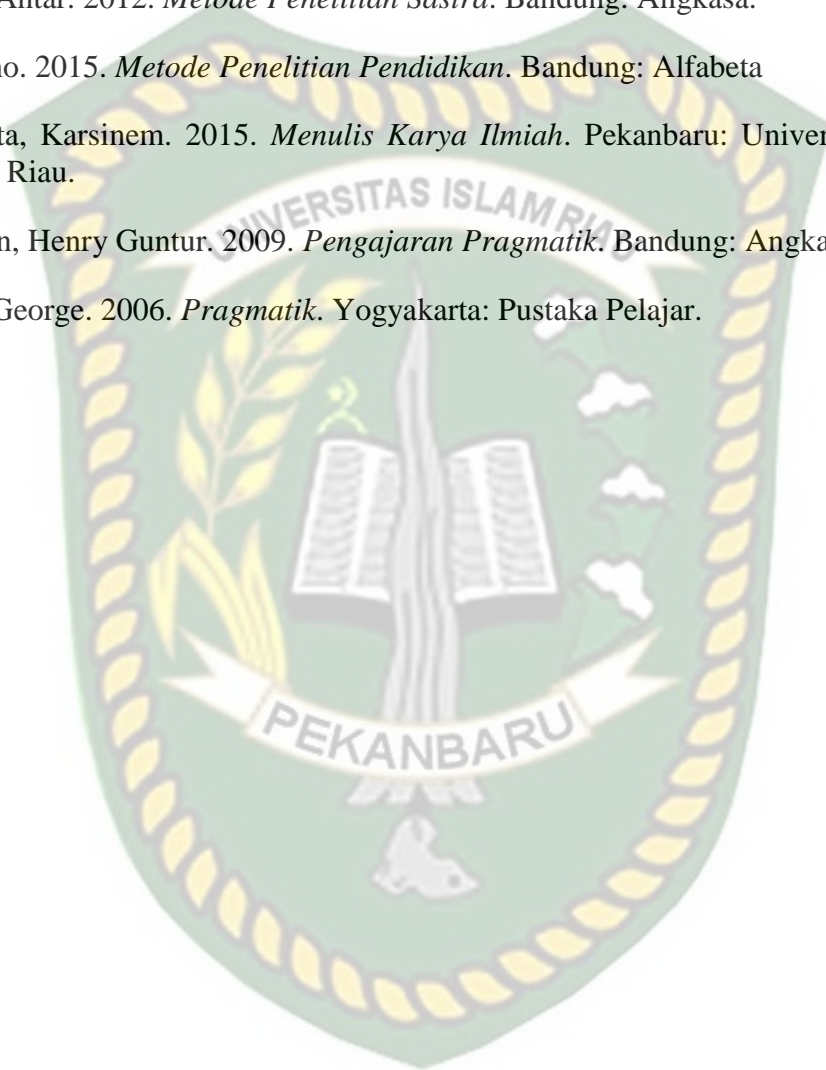 2012. Metode Penelitian Sastra. Bandung: Angkasa.
no. 2015. Metode Penelitian Pendidikan. Bandung: Alfabeta
ta, Karsinem. 2015. Menulis Karya Ilmiah. Pekanbaru: Univer
Riau.
n, Henry Guntur. 2009. Pengajaran Pragmatik. Bandung: Angka
George. 2006. Pragmatik. Yogyakarta: Pustaka Pelajar.
UNIVERSITAS ISLAM RIAU
PEKANBARU